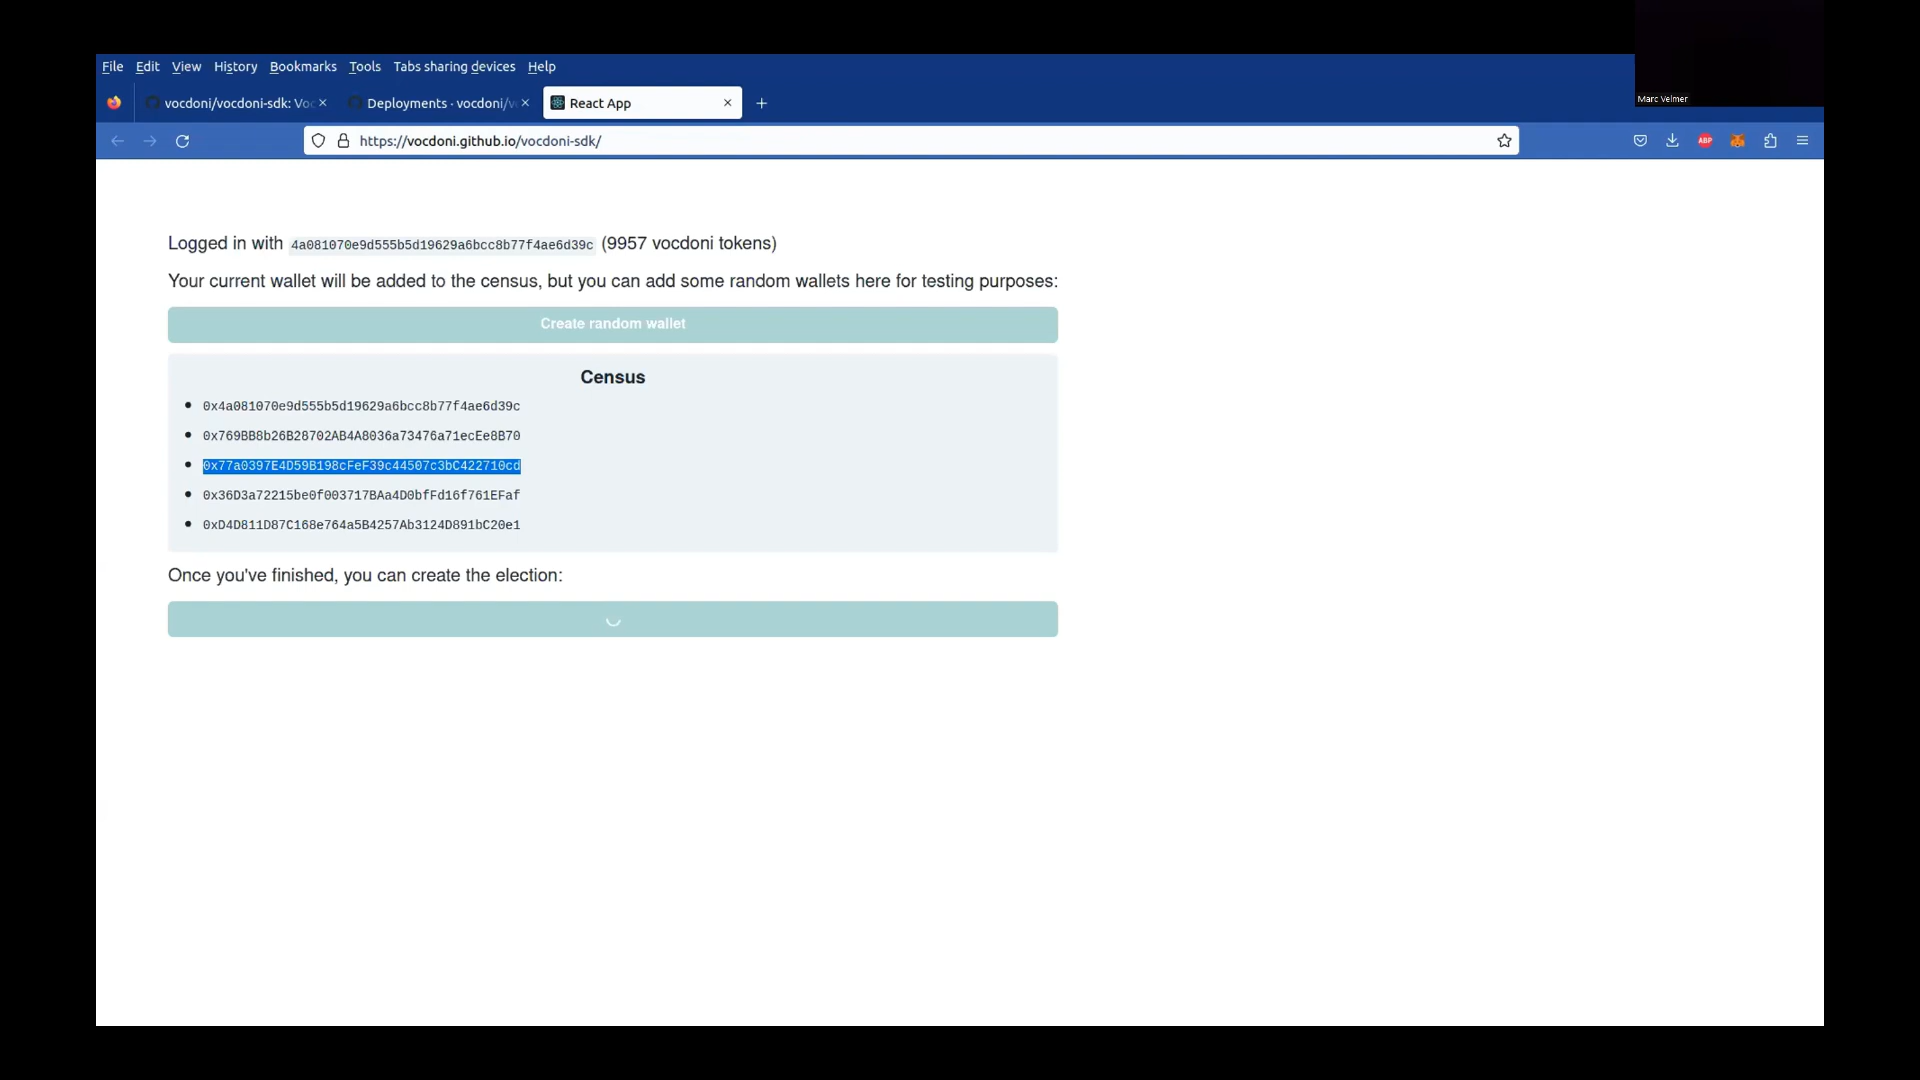 Marc Velmer
File Edit View History Bookmarks Tools Tabs sharing devices Help
vocdoni/vocdoni-sdk: Voc Deployments · vocdoni/v React App
https://vocdoni.github.io/vocdoni-sdk/
ABP
Logged in with 4a081070e9d555b5d19629a6bcc8b77f4ae6d39c (9957 vocdoni tokens)
Your current wallet will be added to the census, but you can add some random wallets here for testing purposes:
Create random wallet
Census
0x4a081070e9d555b5d19629a6bcc8b77f4ae6d39c
0x769BB8b26B28702AB4A8036a73476a71ecEe8B70
0x77a0397E4D59B198cFeF39c44507c3bC422710cd
0x36D3a72215be0f003717BAa4D0bfFd16f761EFaf
0xD4D811D87C168e764a5B4257Ab3124D891bC20e1
Once you've finished, you can create the election: